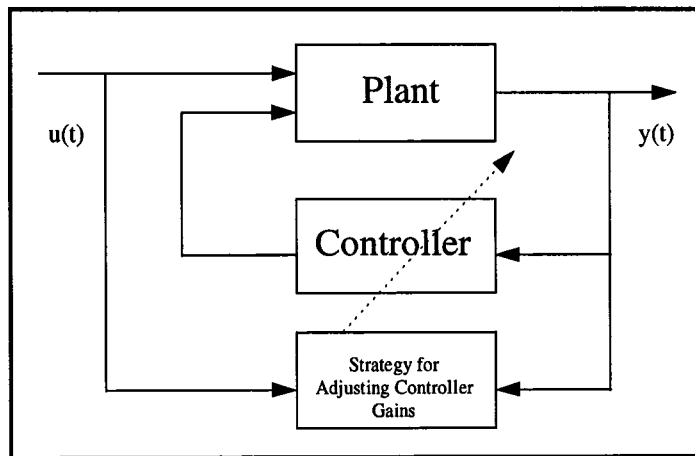 Plant
u(t)
y(t)
Controller
Strategy for
Adjusting Controller
Gains